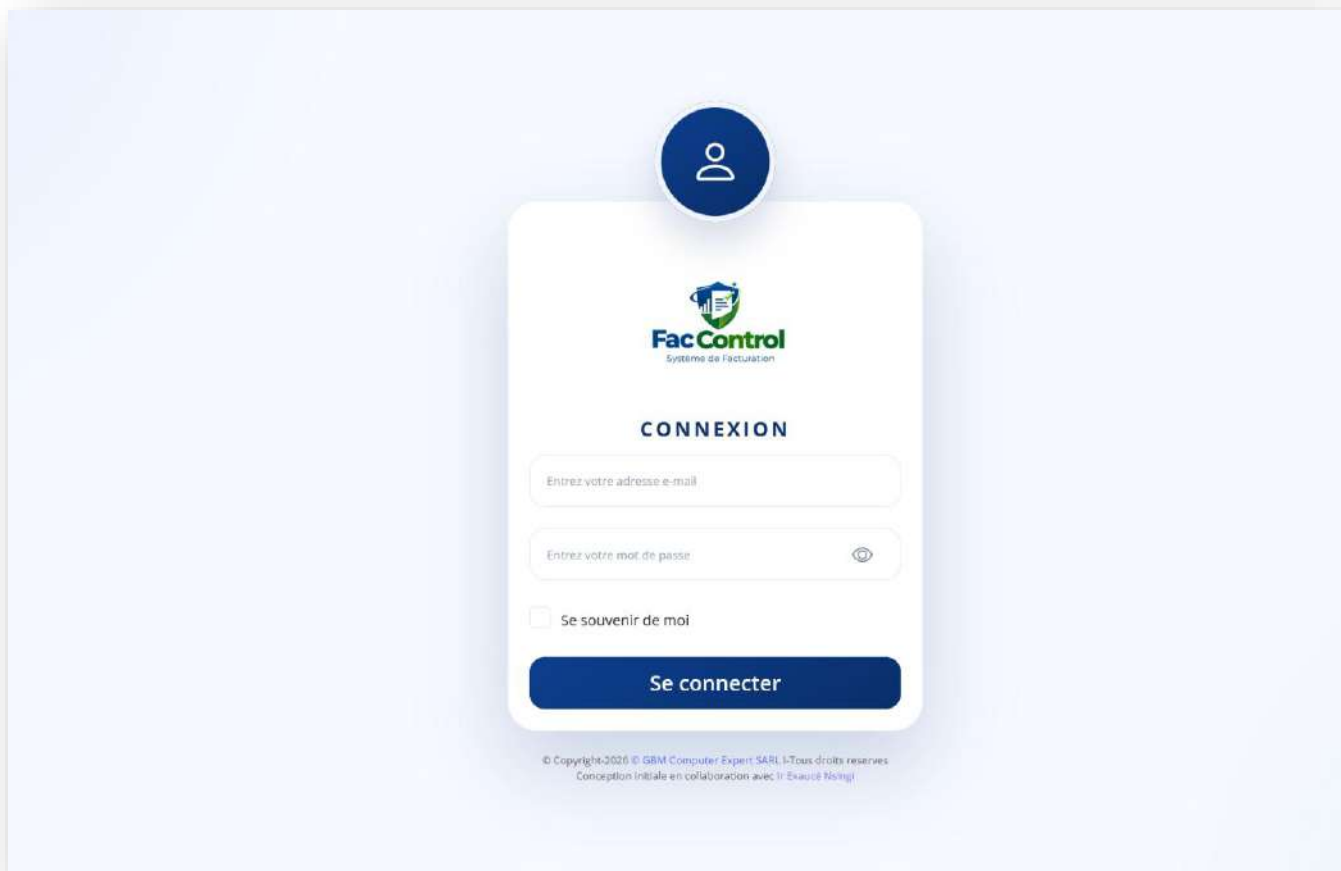 FacControl
Système de Facturation
CONNEXION
Entrez votre adresse e-mail
Entrez votre mot de passe
Se souvenir de moi
Se connecter
© Copyright-2026 © GBM Computer Expert SARL I-Tous droits reserves
Conception Initiale en collaboration avec Ir Exaucé Nsingi